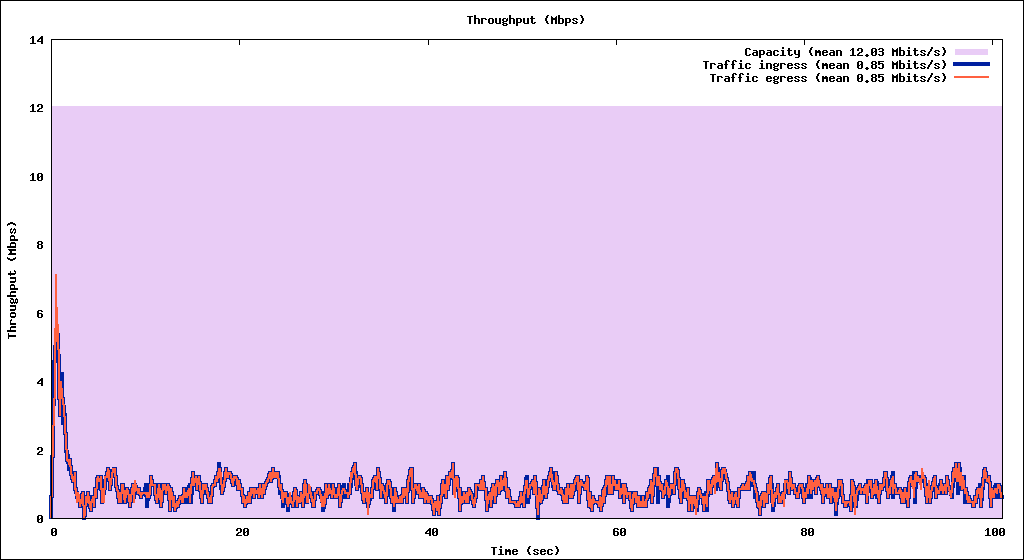 Throughput (Mbps)
Capacity (mean 12.03 Mbits/s)
Traffic ingress (mean 0.85 Mbits/s)
Traffic egress (mean 0.85 Mbits/s)
14
12
10
8
6
4
2
0
Throughput (Mbps)
0 20 40 60 80 100
Time (sec)